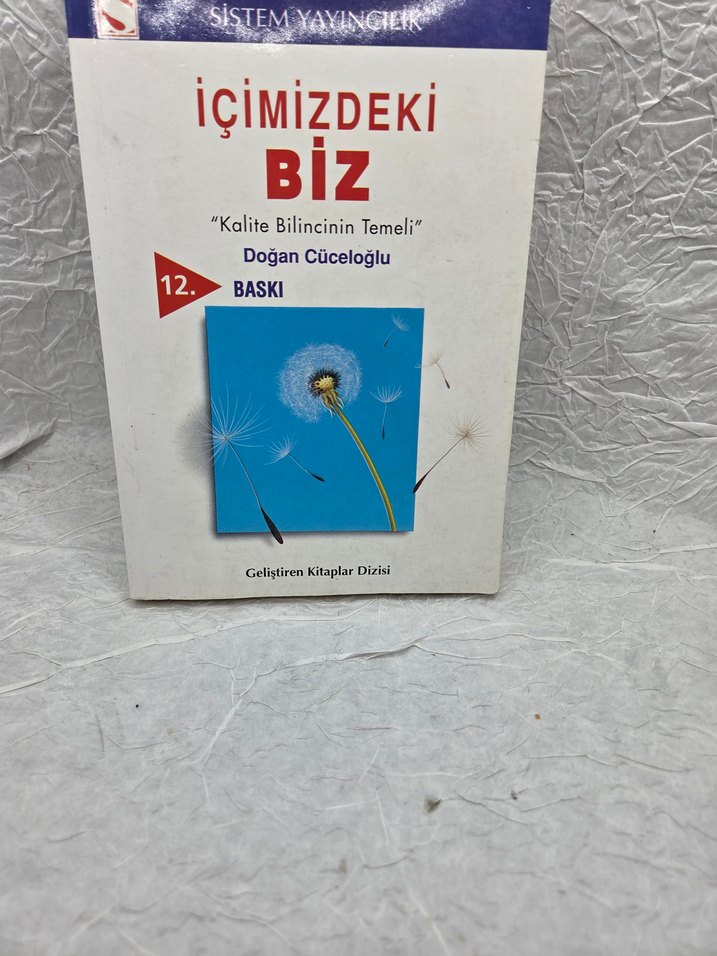 SİSTEM YAYINCILIK
İÇİMİZDEKİ
BİZ
"Kalite Bilincinin Temeli"
Doğan Cüceloğlu
12. BASKI
Geliştiren Kitaplar Dizisi